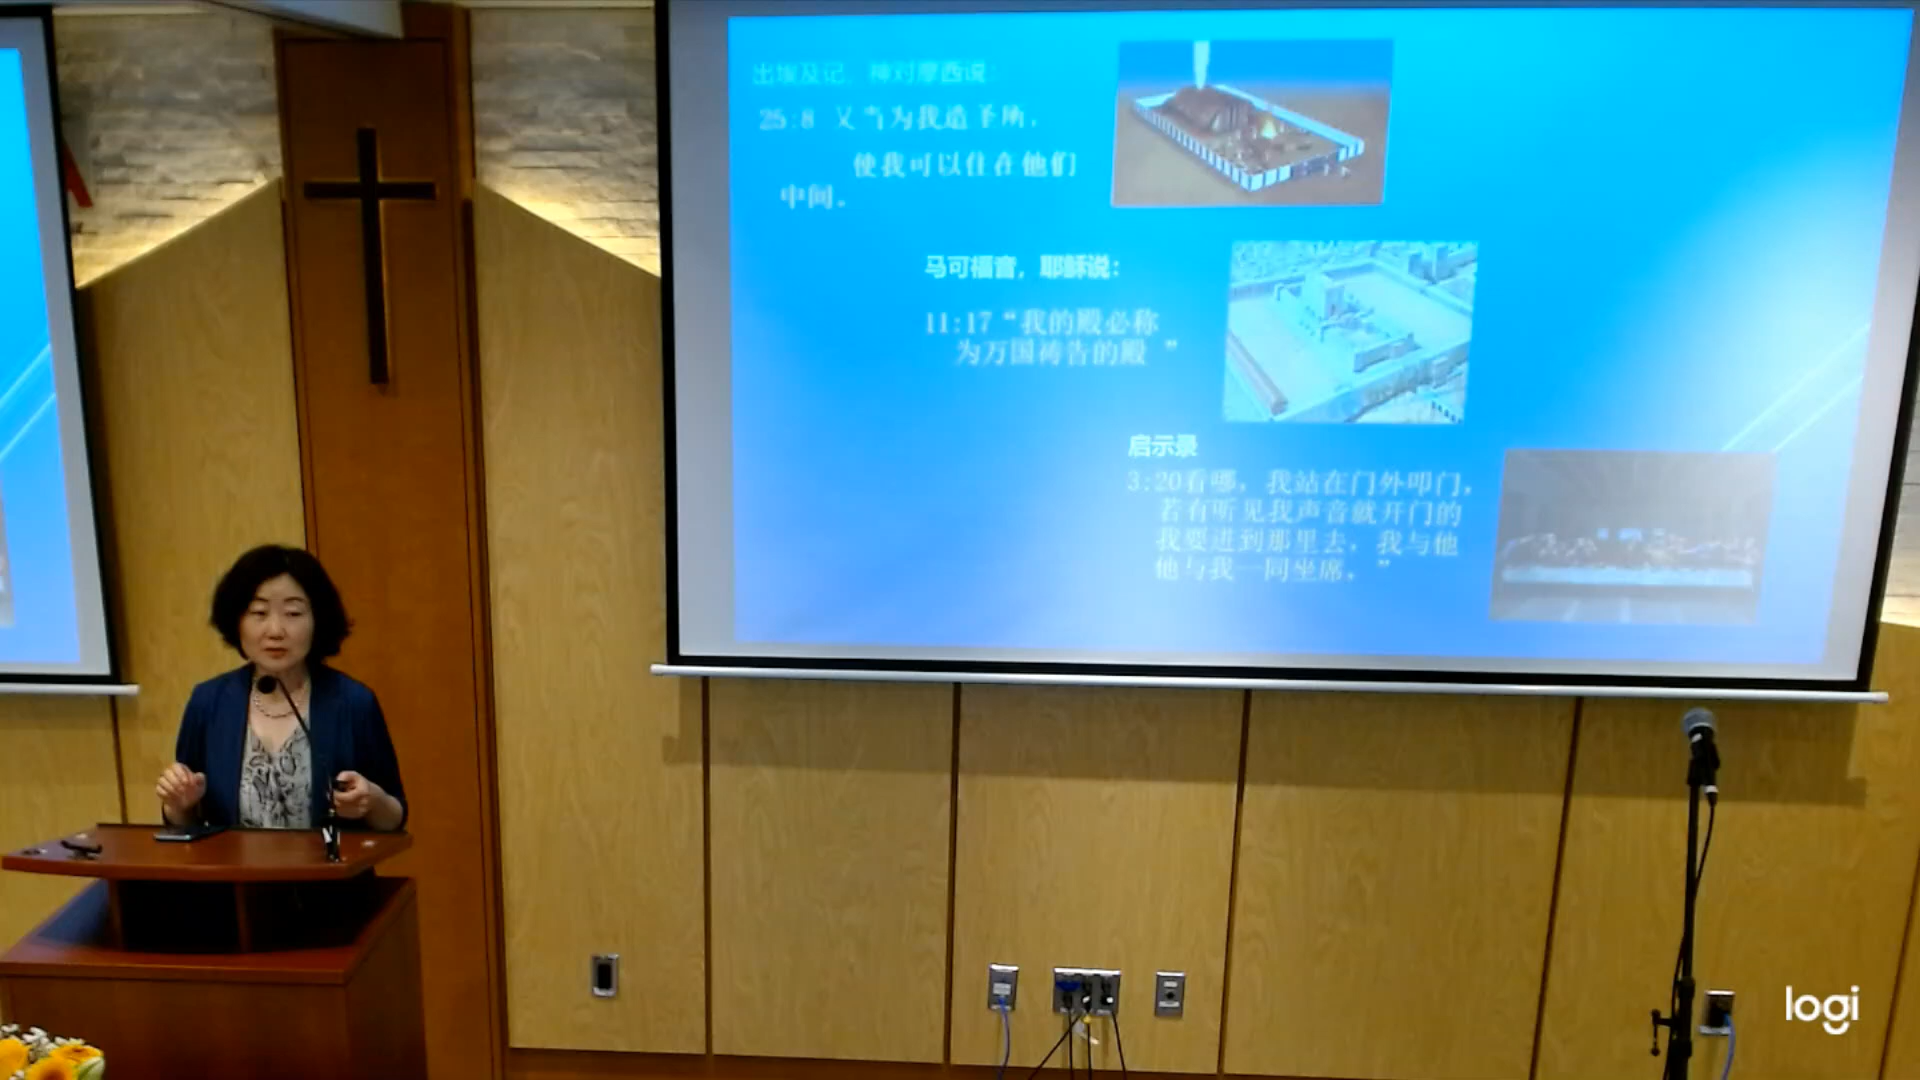 出埃及记，神对摩西说：
25:8 又当为我造圣所，
使我可以住在他们
中间。
马可福音，耶稣说：
11:17“我的殿必称
为万国祷告的殿 ”
启示录
3:20看哪，我站在门外叩门，
若有听见我声音就开门的
我要进到那里去，我与他
他与我一同坐席。”
logi